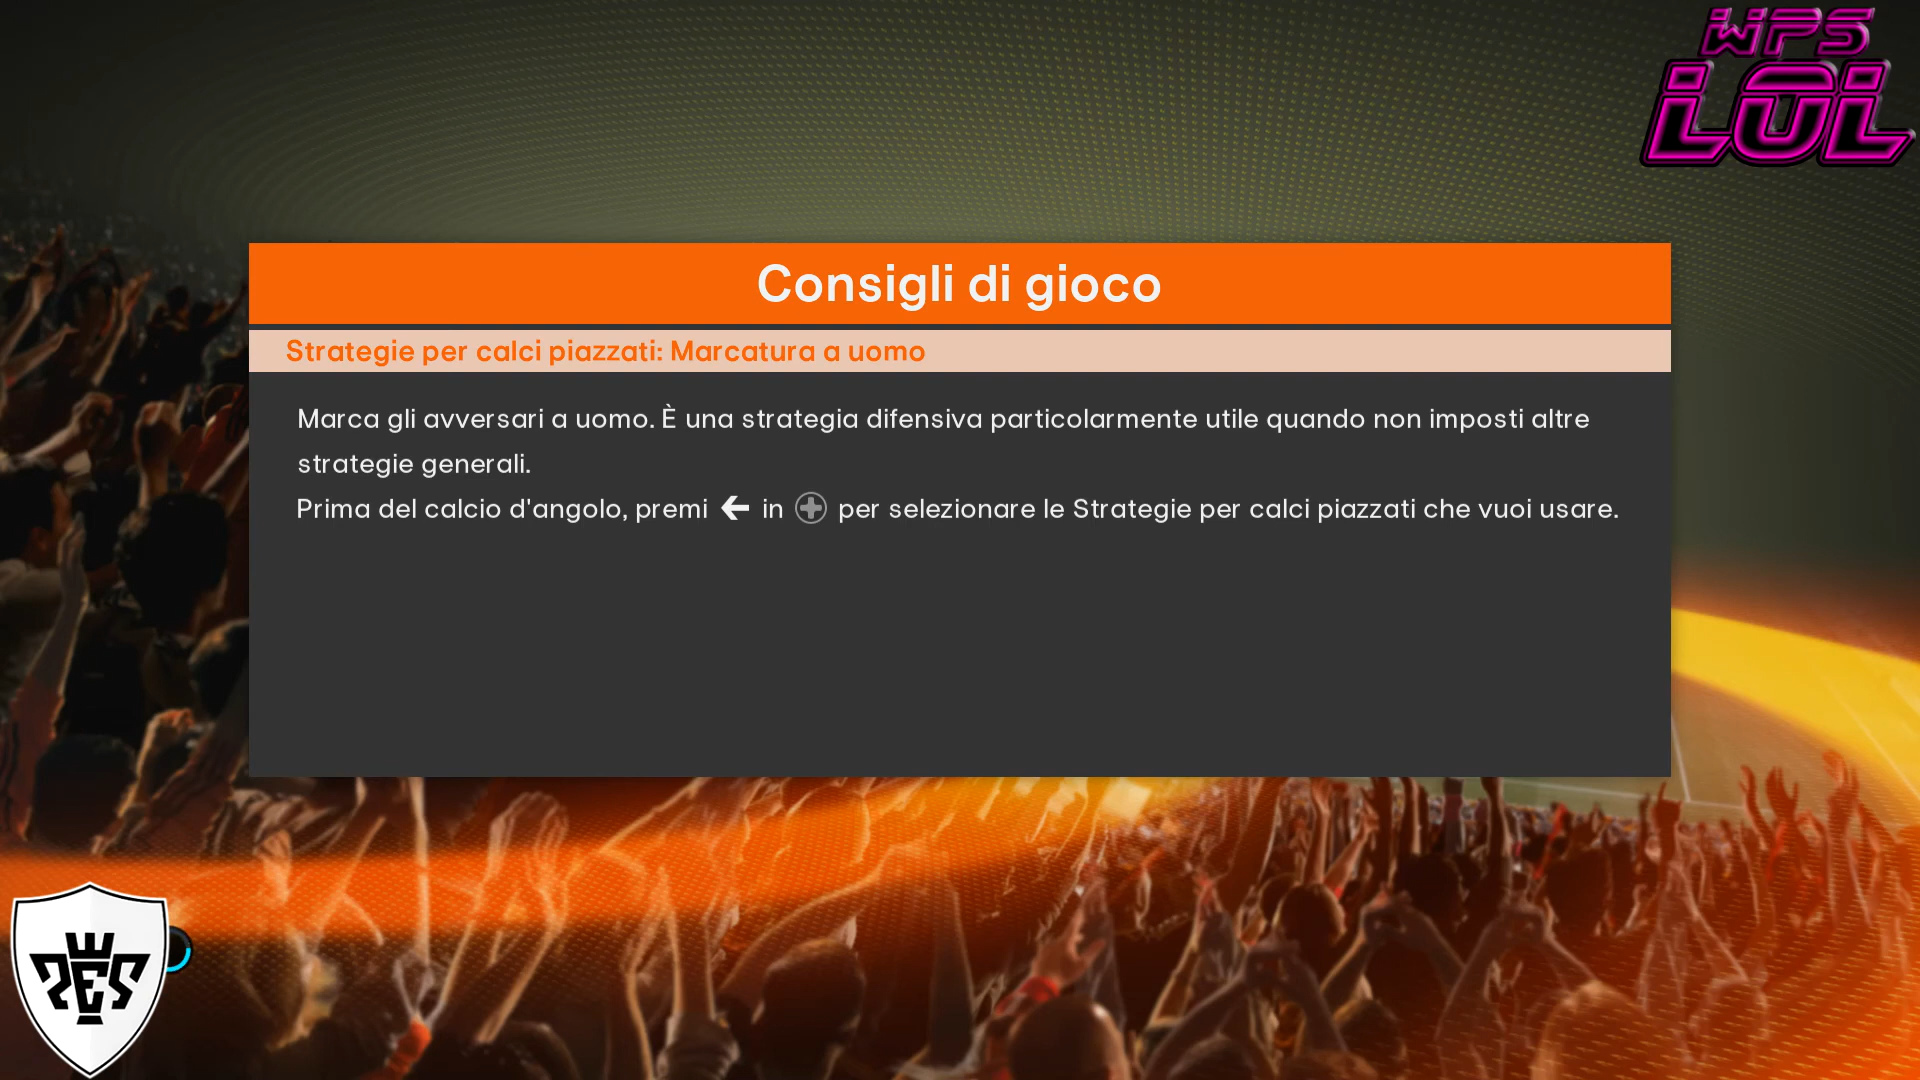 WPS
LOL
Consigli di gioco
Strategie per calci piazzati: Marcatura a uomo
Marca gli avversari a uomo. È una strategia difensiva particolarmente utile quando non imposti altre
strategie generali.
Prima del calcio d'angolo, premi ← in per selezionare le Strategie per calci piazzati che vuoi usare.
W
PES